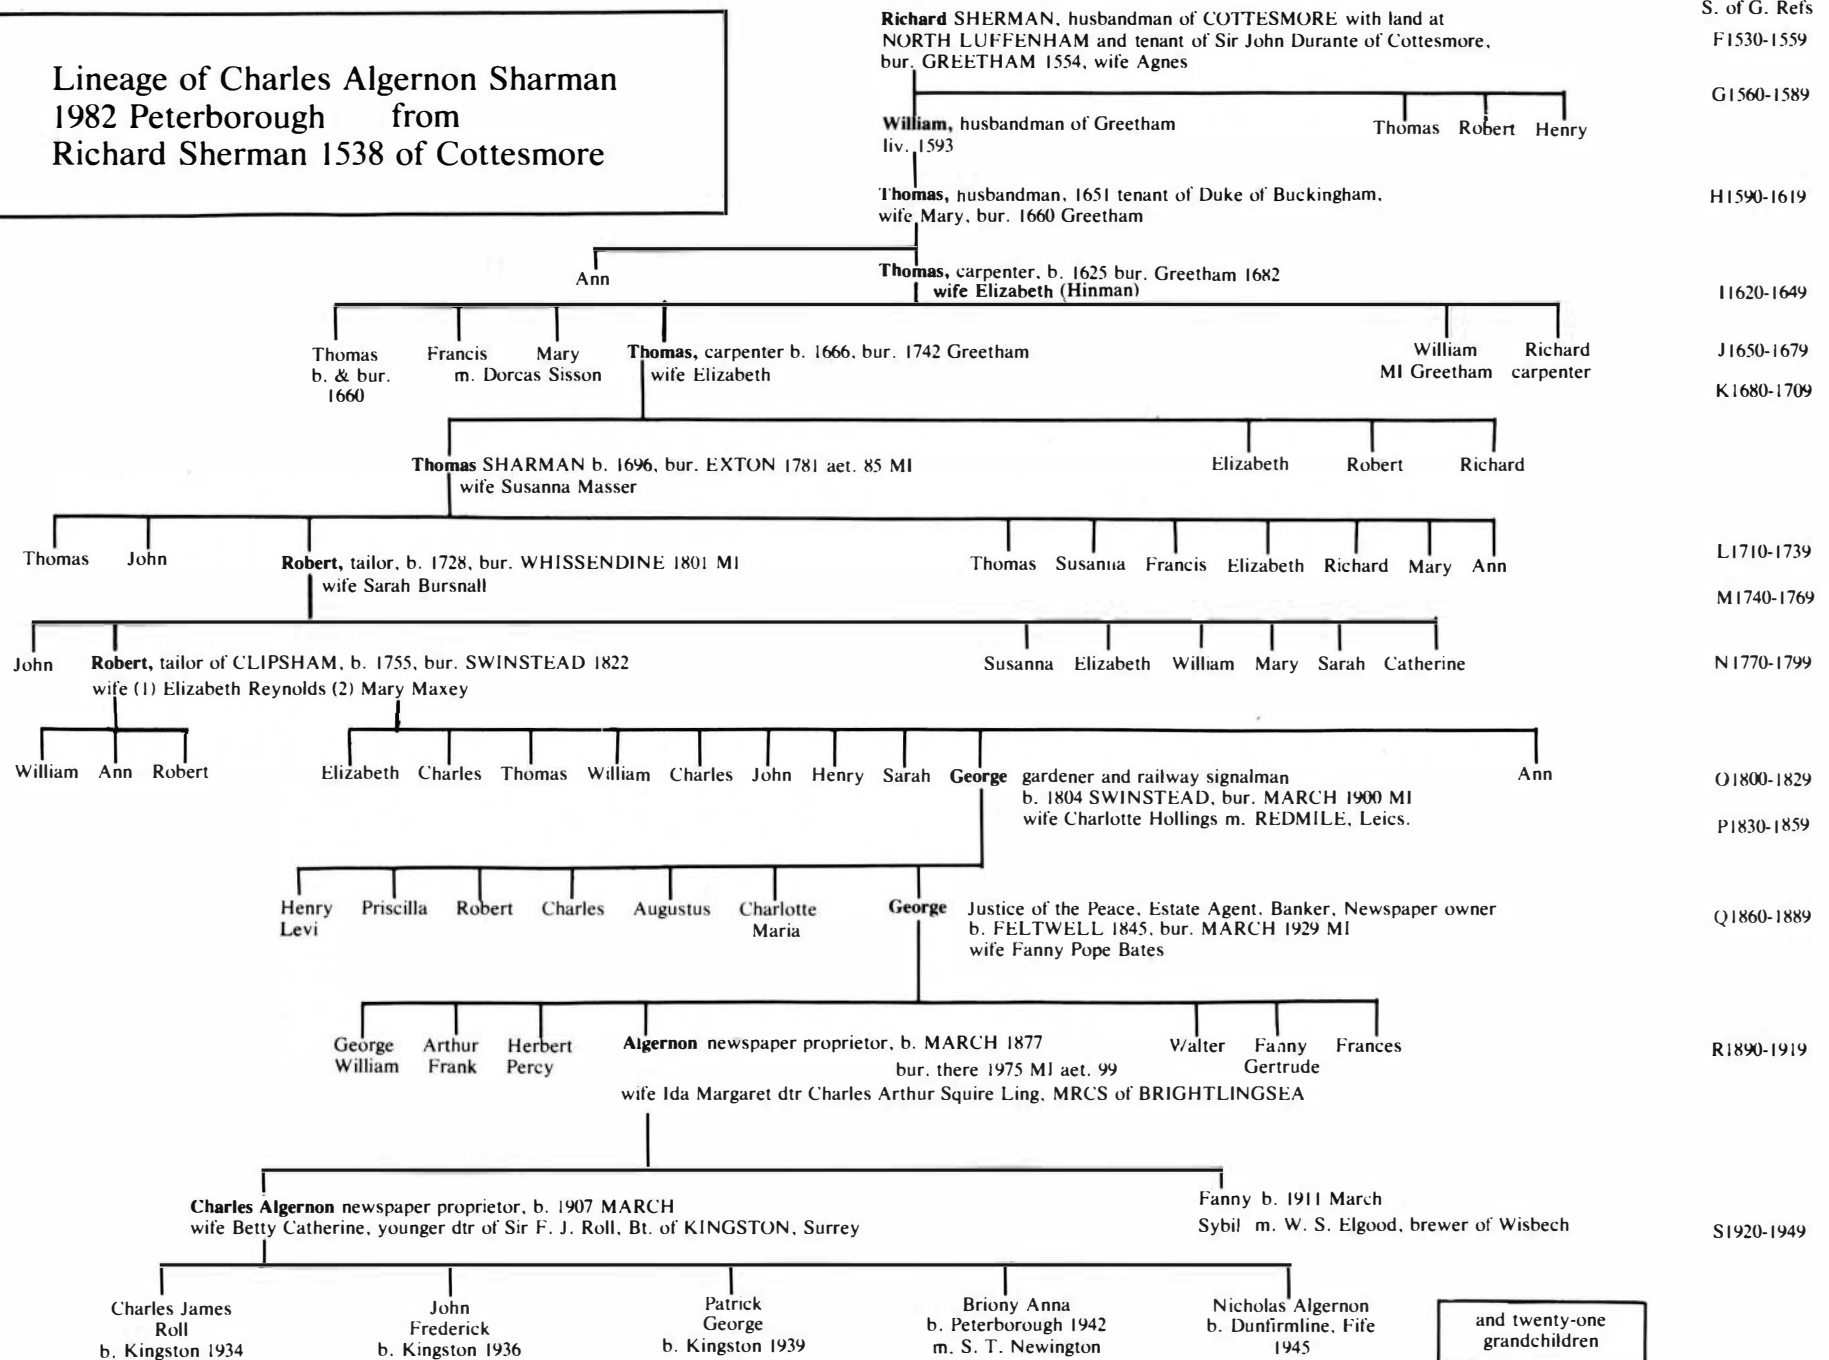 Lineage of Charles Algernon Sharman
1982 Peterborough from
Richard Sherman 1538 of Cottesmore
S. of G. Refs
Richard SHERMAN, husbandman of COTTESMORE with land at
NORTH LUFFENHAM and tenant of Sir John Durante of Cottesmore,
bur. GREETHAM 1554, wife Agnes
F1530-1559
G1560-1589
William, husbandman of Greetham
liv. 1593
Thomas Robert Henry
Thomas, husbandman, 1651 tenant of Duke of Buckingham,
wife Mary, bur. 1660 Greetham
H1590-1619
Ann
Thomas, carpenter, b. 1625 bur. Greetham 1682
wife Elizabeth (Hinman)
I1620-1649
Thomas
b. & bur.
1660
Francis Mary
m. Dorcas Sisson
Thomas, carpenter b. 1666, bur. 1742 Greetham
wife Elizabeth
William
MI Greetham
Richard
carpenter
J1650-1679
K1680-1709
Thomas SHARMAN b. 1696, bur. EXTON 1781 aet. 85 MI
wife Susanna Masser
Elizabeth Robert Richard
Thomas John
Robert, tailor, b. 1728, bur. WHISSENDINE 1801 MI
wife Sarah Bursnall
Thomas Susanna Francis Elizabeth Richard Mary Ann
L1710-1739
M1740-1769
John
Robert, tailor of CLIPSHAM, b. 1755, bur. SWINSTEAD 1822
wife (1) Elizabeth Reynolds (2) Mary Maxey
Susanna Elizabeth William Mary Sarah Catherine
N1770-1799
William Ann Robert
Elizabeth Charles Thomas William Charles John Henry Sarah
George gardener and railway signalman
b. 1804 SWINSTEAD, bur. MARCH 1900 MI
wife Charlotte Hollings m. REDMILE, Leics.
Ann
O1800-1829
P1830-1859
Henry
Levi
Priscilla Robert Charles Augustus
Charlotte
Maria
George Justice of the Peace, Estate Agent, Banker, Newspaper owner
b. FELTWELL 1845, bur. MARCH 1929 MI
wife Fanny Pope Bates
Q1860-1889
George
William
Arthur
Frank
Herbert
Percy
Algernon newspaper proprietor, b. MARCH 1877
bur. there 1975 MI aet. 99
wife Ida Margaret dtr Charles Arthur Squire Ling, MRCS of BRIGHTLINGSEA
Walter
Fanny
Gertrude
Frances
R1890-1919
Charles Algernon newspaper proprietor, b. 1907 MARCH
wife Betty Catherine, younger dtr of Sir F. J. Roll, Bt. of KINGSTON, Surrey
Fanny b. 1911 March
Sybil m. W. S. Elgood, brewer of Wisbech
S1920-1949
Charles James
Roll
b. Kingston 1934
John
Frederick
b. Kingston 1936
Patrick
George
b. Kingston 1939
Briony Anna
b. Peterborough 1942
m. S. T. Newington
Nicholas Algernon
b. Dunfirmline, Fife
1945
and twenty-one
grandchildren